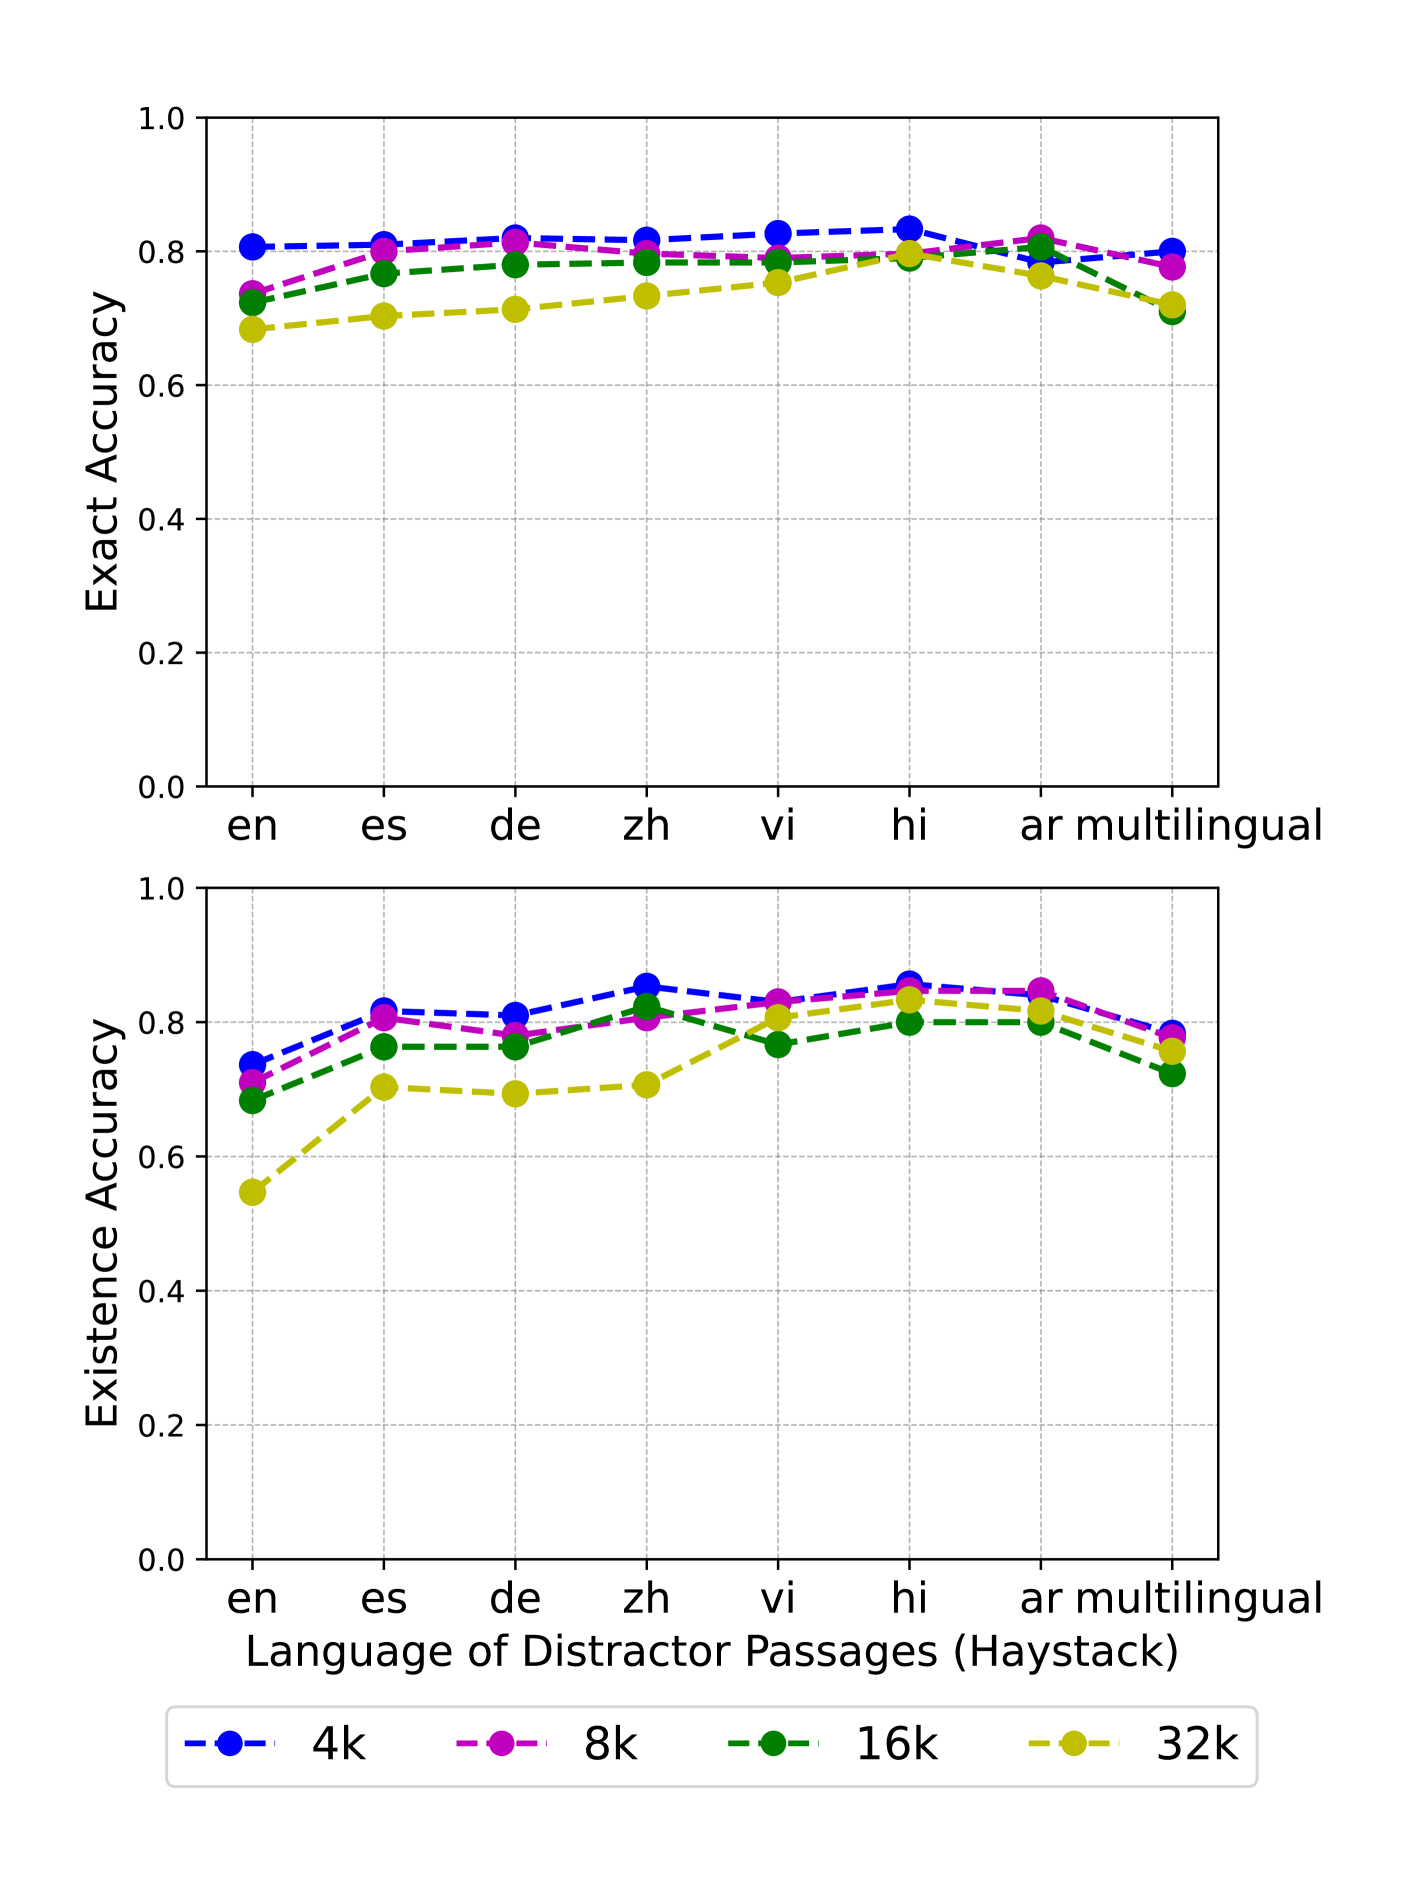 1.0
0.8
0.6
0.4
0.2
0.0
Exact Accuracy
en es de zh vi hi ar multilingual
1.0
0.8
0.6
0.4
0.2
0.0
Existence Accuracy
en es de zh vi hi ar multilingual
Language of Distractor Passages (Haystack)
4k 8k 16k 32k